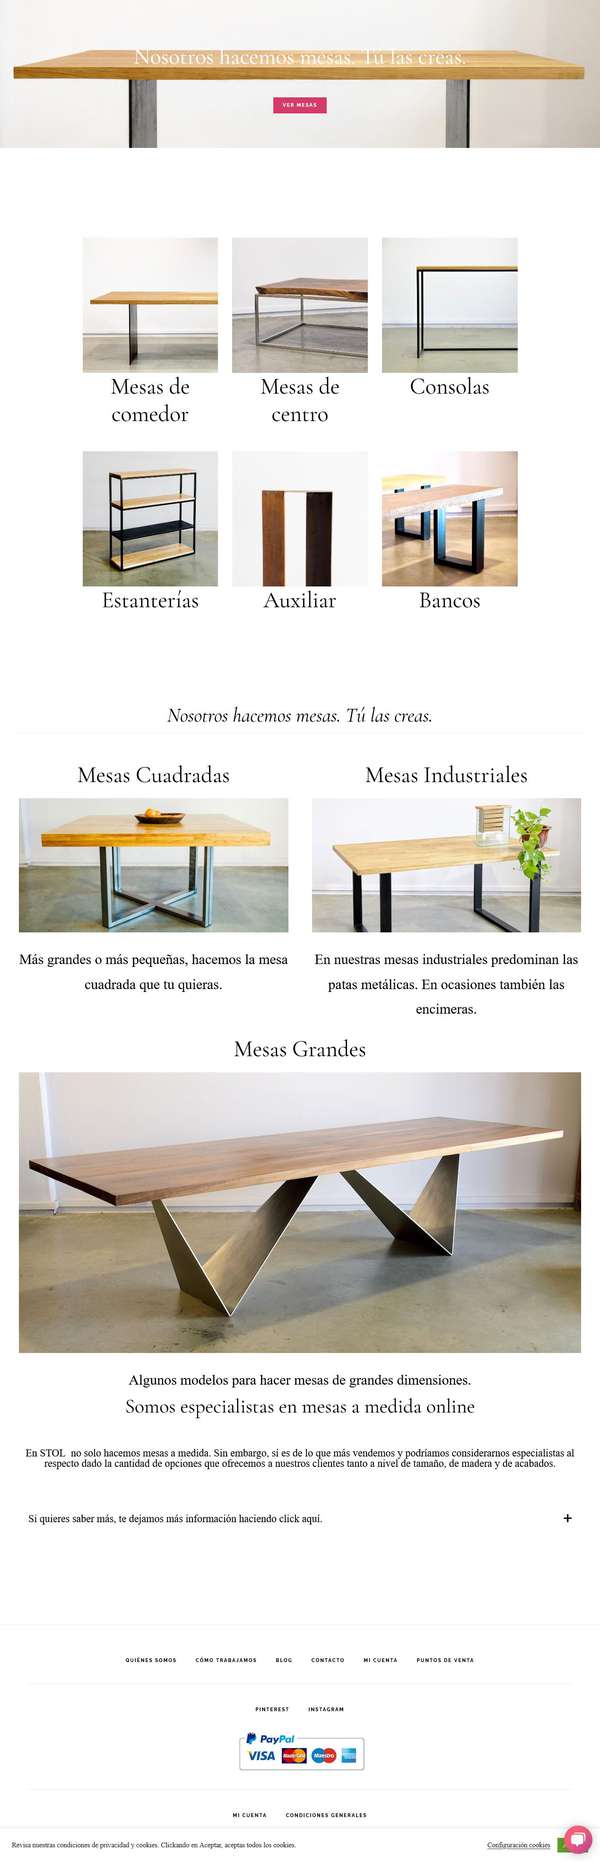 Nosotros hacemos mesas. Tú las creas.
VER MESAS
Mesas de
comedor
Mesas de
centro
Consolas
Estanterías
Auxiliar
Bancos
Nosotros hacemos mesas. Tú las creas.
Mesas Cuadradas
Más grandes o más pequeñas, hacemos la mesa
cuadrada que tu quieras.
Mesas Industriales
En nuestras mesas industriales predominan las
patas metálicas. En ocasiones también las
encimeras.
Mesas Grandes
Algunos modelos para hacer mesas de grandes dimensiones.
Somos especialistas en mesas a medida online
En STOL no solo hacemos mesas a medida. Sin embargo, si es de lo que más vendemos y podríamos considerarnos especialistas al
respecto dado la cantidad de opciones que ofrecemos a nuestros clientes tanto a nivel de tamaño, de madera y de acabados.
Si quieres saber más, te dejamos más información haciendo click aquí. +
QUIÉNES SOMOS CÓMO TRABAJAMOS BLOG CONTACTO MI CUENTA PUNTOS DE VENTA
PINTEREST INSTAGRAM
PayPal
VISA MasterCard Maestro
MI CUENTA CONDICIONES GENERALES
Revisa nuestras condiciones de privacidad y cookies. Clickando en Aceptar, aceptas todos los cookies. Configuración cookies